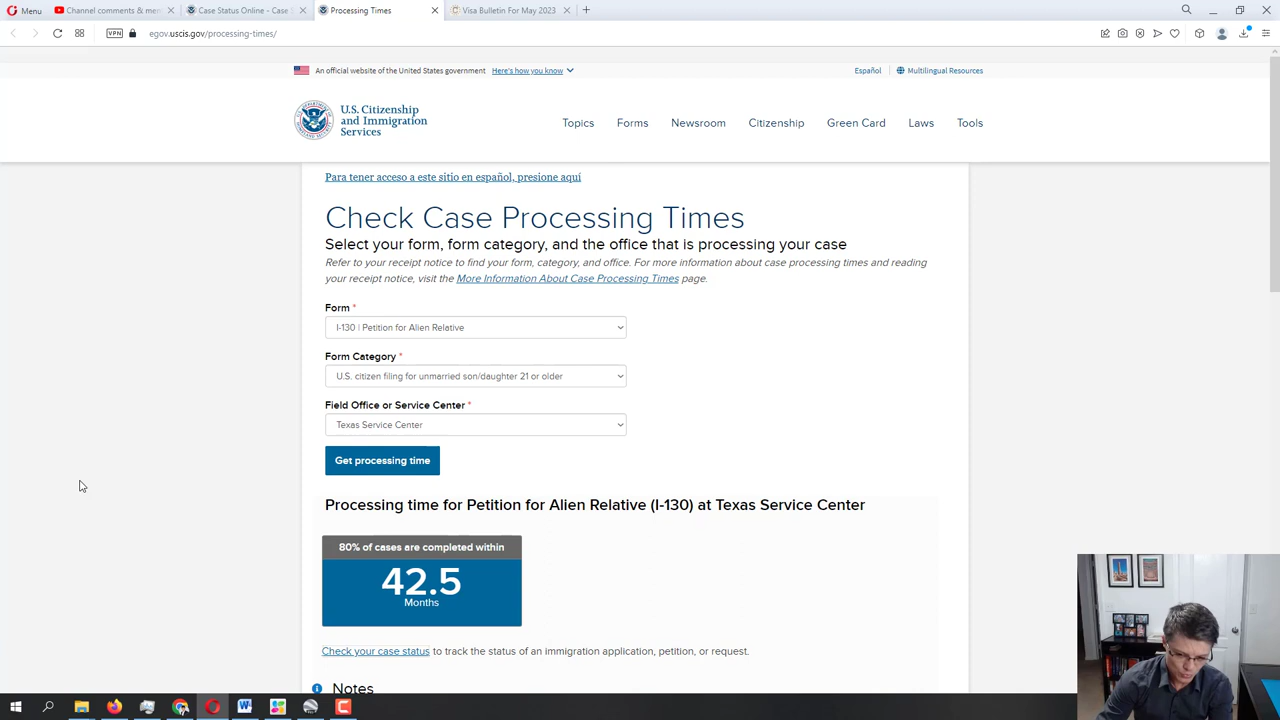 Menu
Channel comments & men
Case Status Online - Case S
Processing Times
Visa Bulletin For May 2023
VPN
egov.uscis.gov/processing-times/
An official website of the United States government
Here's how you know
Español
Multilingual Resources
U.S. Citizenship
and Immigration
Services
Topics
Forms
Newsroom
Citizenship
Green Card
Laws
Tools
Para tener acceso a este sitio en español, presione aquí
Check Case Processing Times
Select your form, form category, and the office that is processing your case
Refer to your receipt notice to find your form, category, and office. For more information about case processing times and reading
your receipt notice, visit the More Information About Case Processing Times page.
Form *
I-130 | Petition for Alien Relative
Form Category *
U.S. citizen filing for unmarried son/daughter 21 or older
Field Office or Service Center *
Texas Service Center
Get processing time
Processing time for Petition for Alien Relative (I-130) at Texas Service Center
80% of cases are completed within
42.5
Months
Check your case status to track the status of an immigration application, petition, or request.
Notes